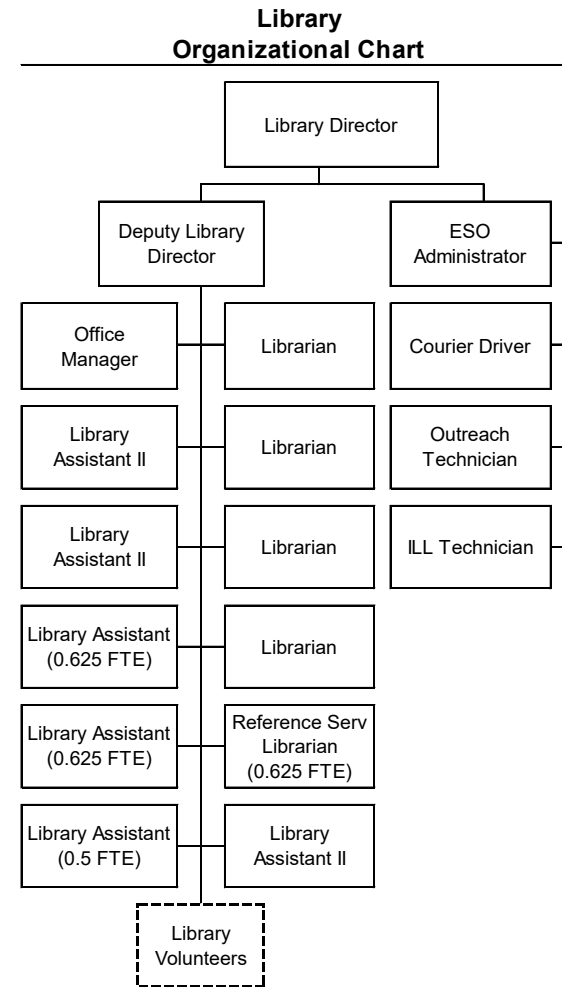 Library
Organizational Chart
Library Director
Deputy Library
Director
ESO
Administrator
Office
Manager
Librarian
Courier Driver
Library
Assistant II
Librarian
Outreach
Technician
Library
Assistant II
Librarian
ILL Technician
Library Assistant
(0.625 FTE)
Librarian
Library Assistant
(0.625 FTE)
Reference Serv
Librarian
(0.625 FTE)
Library Assistant
(0.5 FTE)
Library
Assistant II
Library
Volunteers